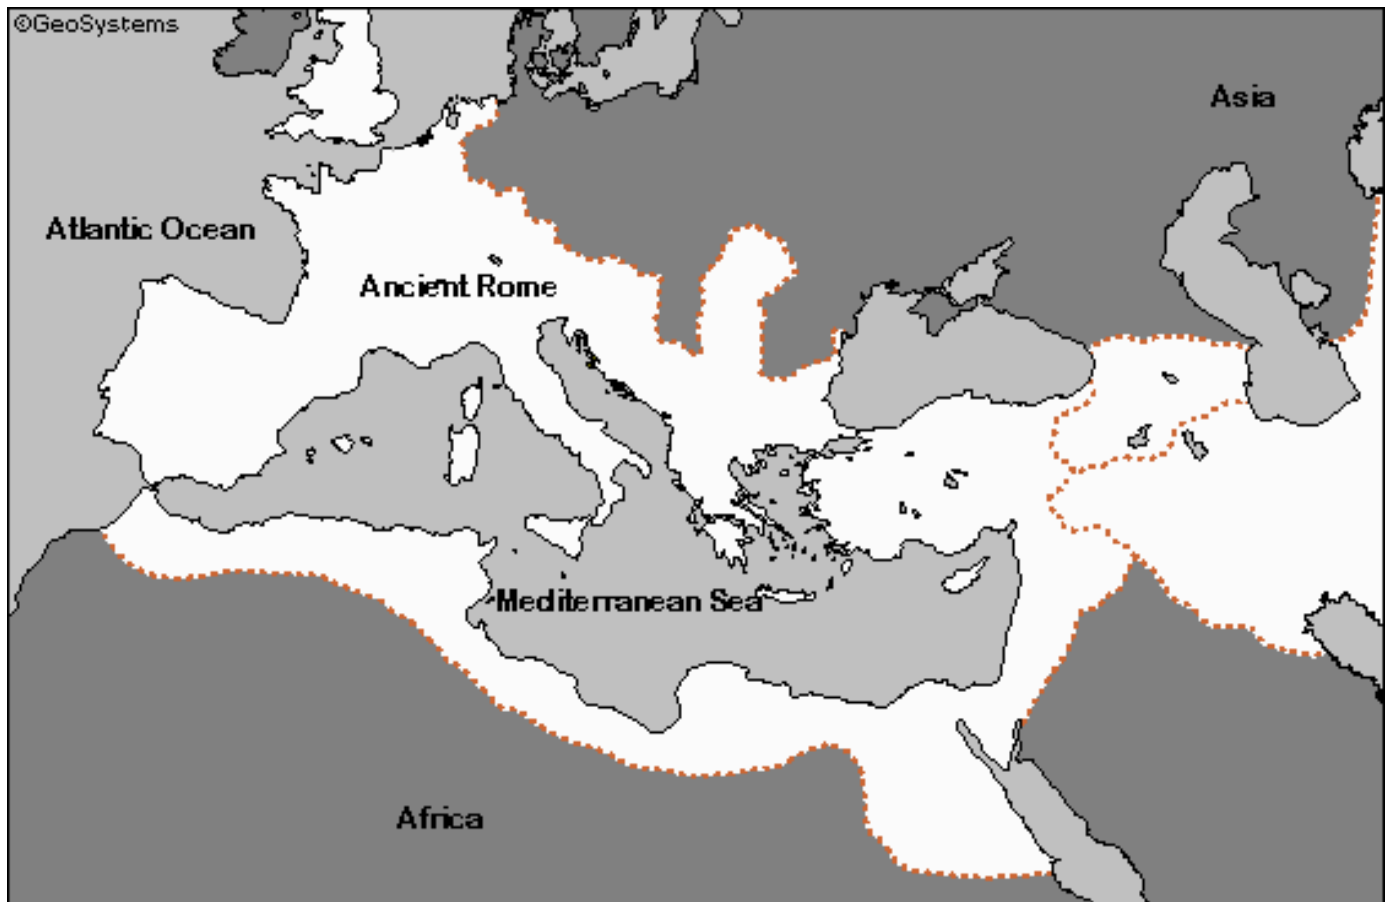 ©GeoSystems
Asia
Atlantic Ocean
Ancient Rome
Mediterranean Sea
Africa